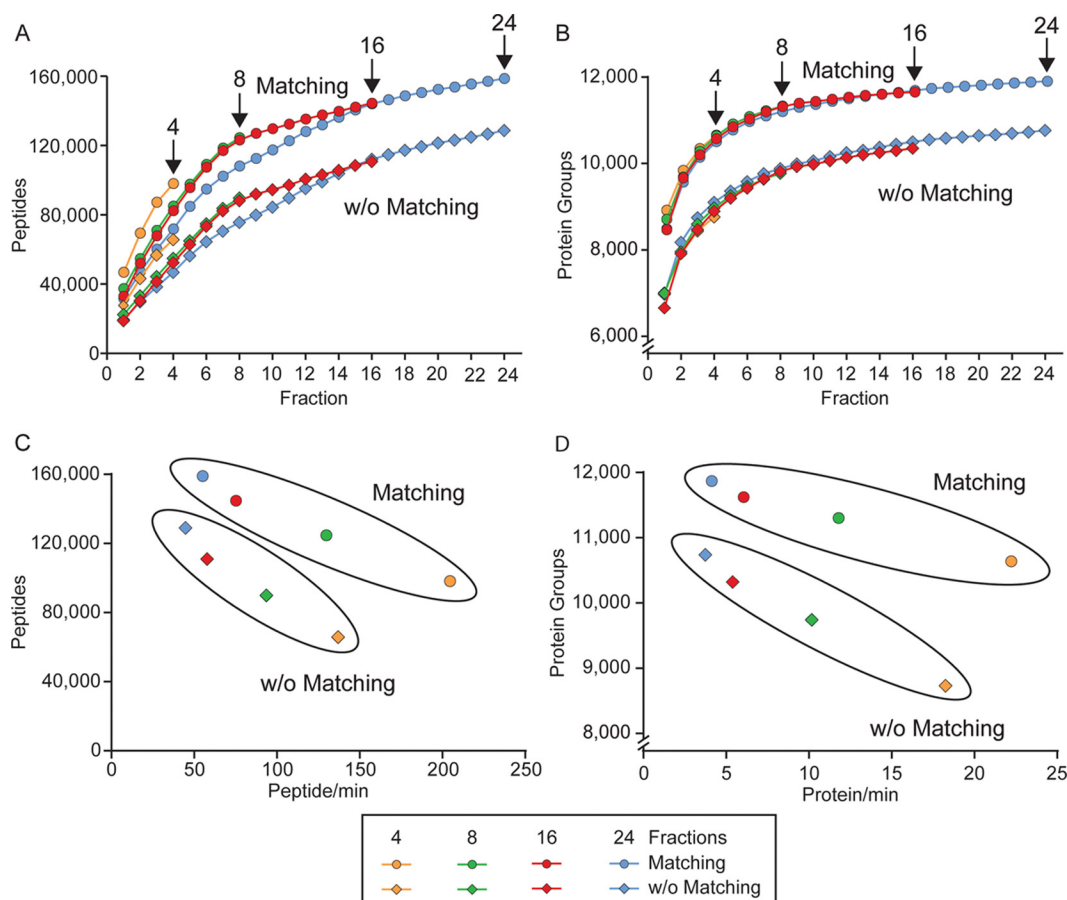 A
160,000
120,000
80,000
40,000
0
Peptides
4
8
16
24
Matching
w/o Matching
0 2 4 6 8 10 12 14 16 18 20 22 24
Fraction
B
12,000
10,000
8,000
6,000
Protein Groups
4
8
16
24
Matching
w/o Matching
0 2 4 6 8 10 12 14 16 18 20 22 24
Fraction
C
160,000
120,000
80,000
40,000
0
Peptides
Matching
w/o Matching
0 50 100 150 200 250
Peptide/min
D
12,000
11,000
10,000
9,000
8,000
Protein Groups
Matching
w/o Matching
0 5 10 15 20 25
Protein/min
4 8 16 24 Fractions
Matching
w/o Matching